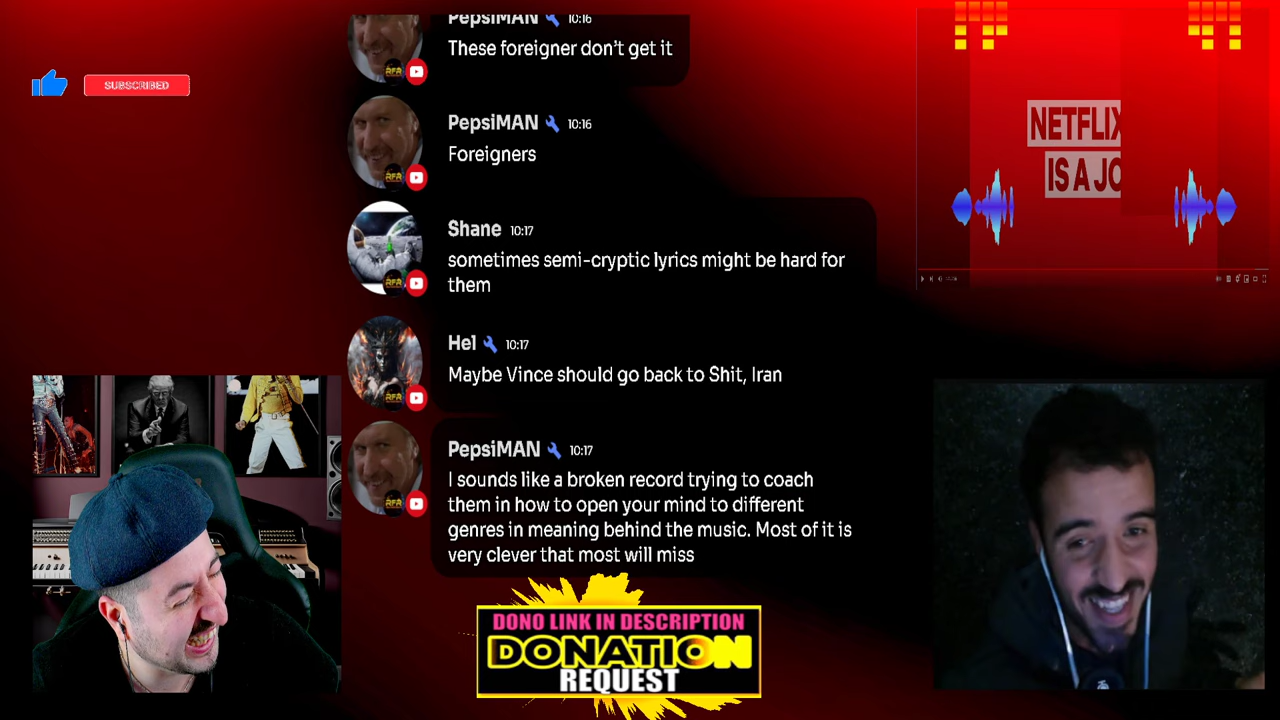 PepsiMAN 10:16
These foreigner don't get it
PepsiMAN 10:16
Foreigners
Shane 10:17
sometimes semi-cryptic lyrics might be hard for
them
Hel 10:17
Maybe Vince should go back to Shit, Iran
PepsiMAN 10:17
I sounds like a broken record trying to coach
them in how to open your mind to different
genres in meaning behind the music. Most of it is
very clever that most will miss
SUBSCRIBED
NETFLIX
IS A JO
DONO LINK IN DESCRIPTION
DONATION
REQUEST